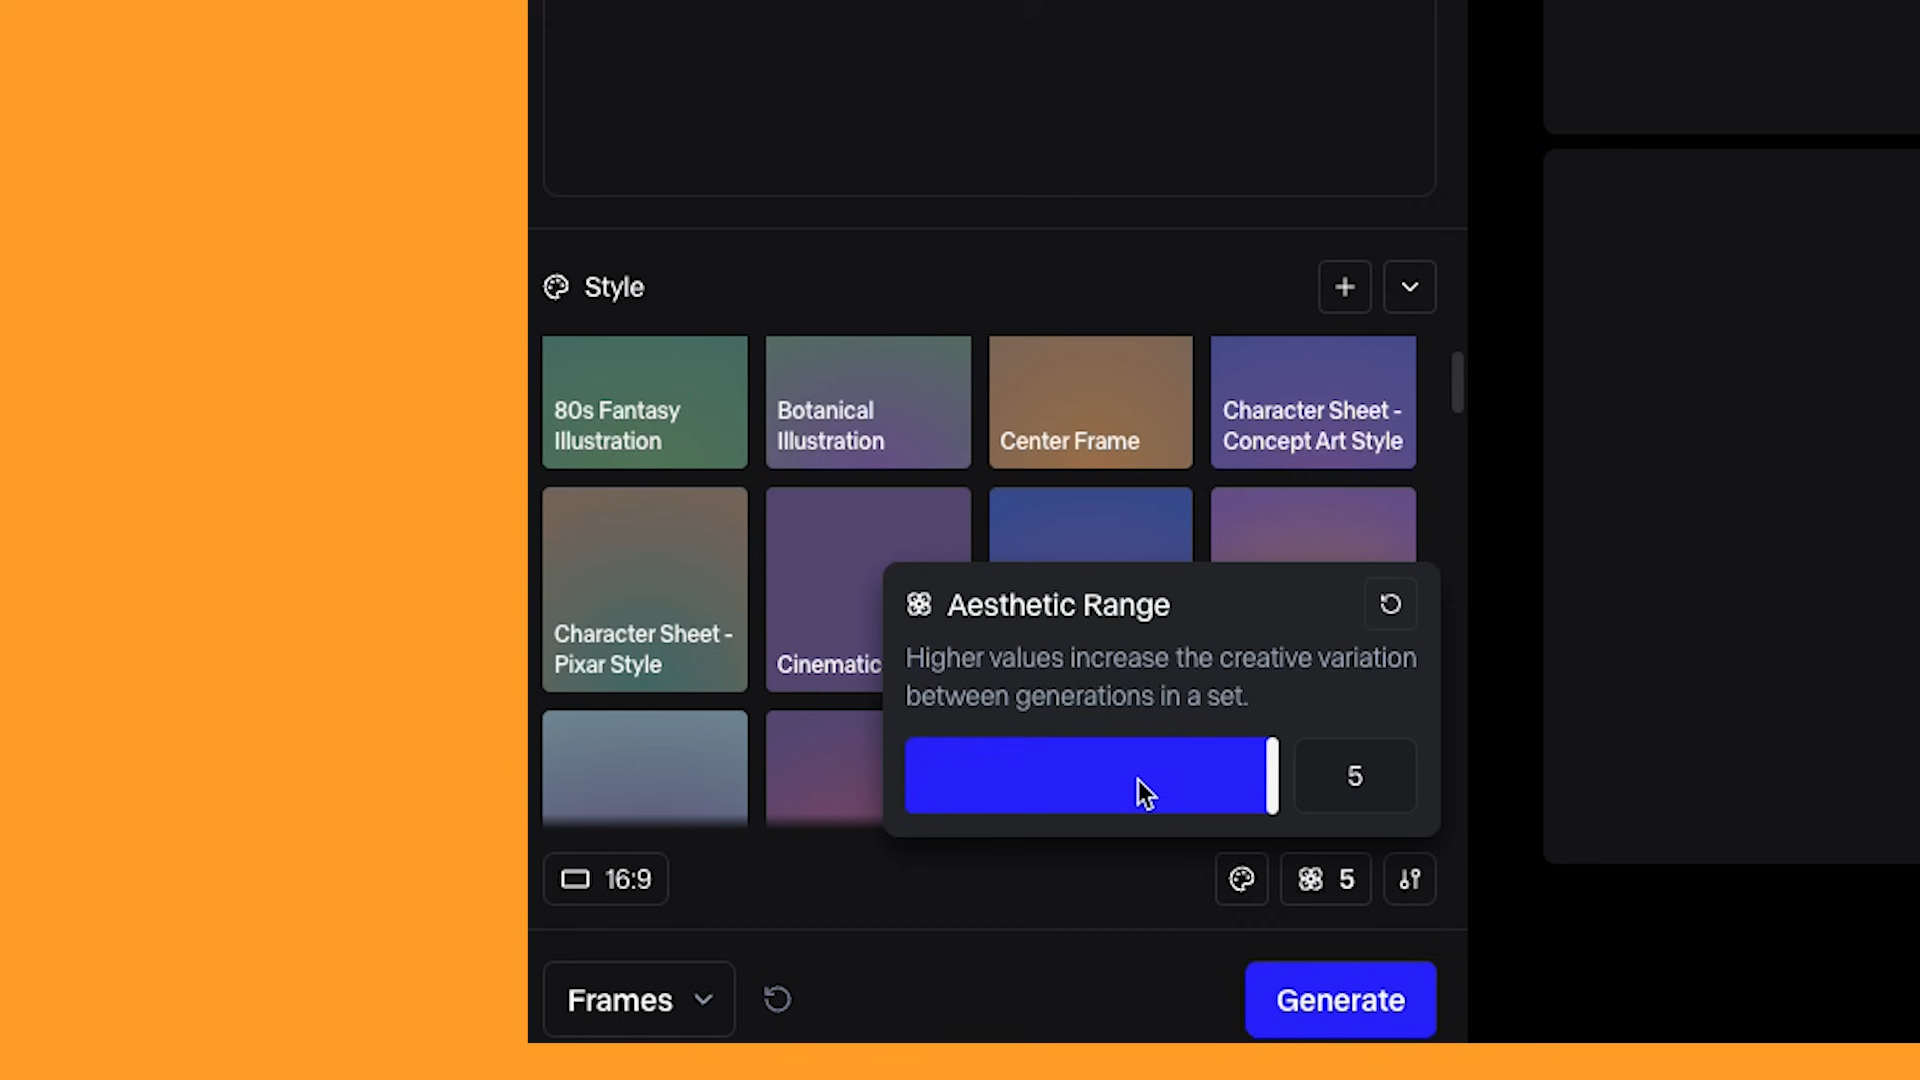 Style
80s Fantasy
Illustration
Botanical
Illustration
Center Frame
Character Sheet -
Concept Art Style
Character Sheet -
Pixar Style
Cinematic
Aesthetic Range
Higher values increase the creative variation
between generations in a set.
5
16:9
5
Frames
Generate